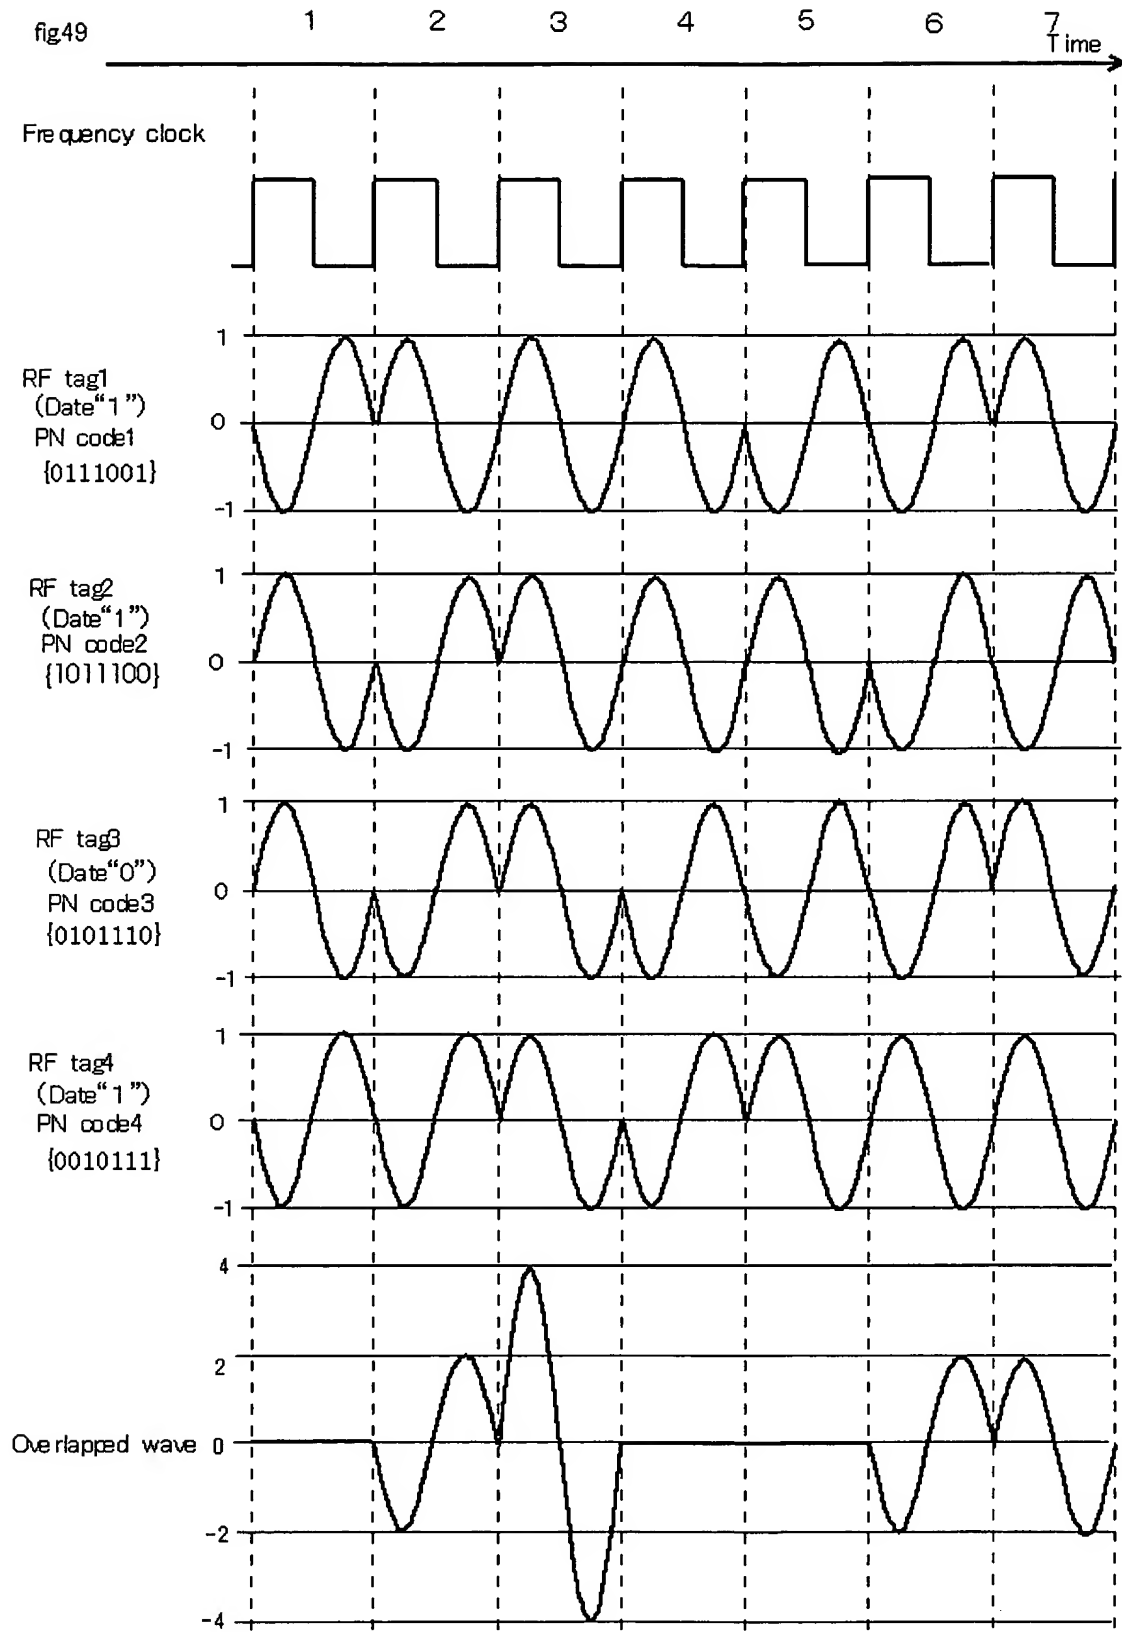 fig.49
1 2 3 4 5 6 7
Time
Frequency clock
1
RF tag1
(Date“1”)
0
PN code1
{0111001}
-1
1
RF tag2
(Date“1”)
PN code2
0
{1011100}
-1
1
RF tag3
(Date“0”)
0
PN code3
{0101110}
-1
1
RF tag4
(Date“1”)
PN code4
0
{0010111}
-1
4
2
Overlapped wave 0
-2
-4